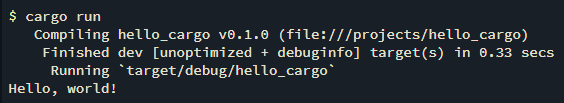 $ cargo run
   Compiling hello_cargo v0.1.0 (file:///projects/hello_cargo)
    Finished dev [unoptimized + debuginfo] target(s) in 0.33 secs
     Running `target/debug/hello_cargo`
Hello, world!